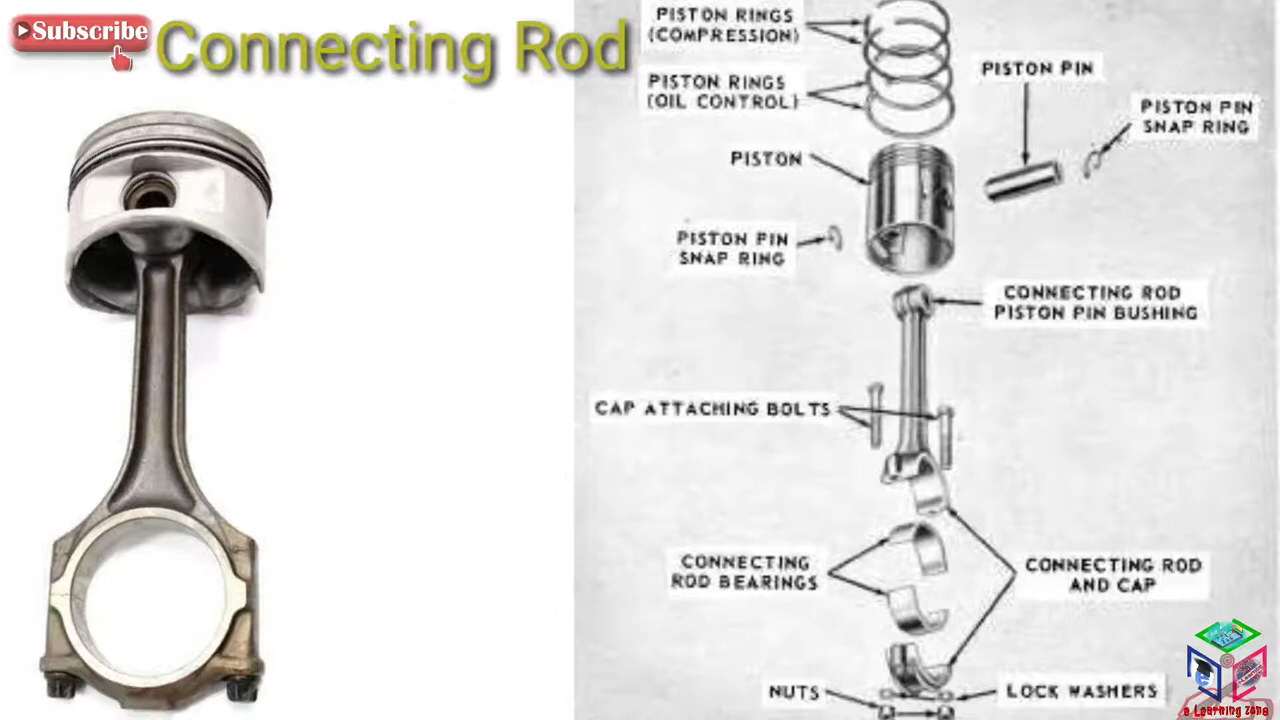 Subscribe
Connecting Rod
PISTON RINGS
(COMPRESSION)
PISTON RINGS
(OIL CONTROL)
PISTON PIN
PISTON PIN
SNAP RING
PISTON
PISTON PIN
SNAP RING
CONNECTING ROD
PISTON PIN BUSHING
CAP ATTACHING BOLTS
CONNECTING
ROD BEARINGS
CONNECTING ROD
AND CAP
NUTS
LOCK WASHERS
e Learning Zone